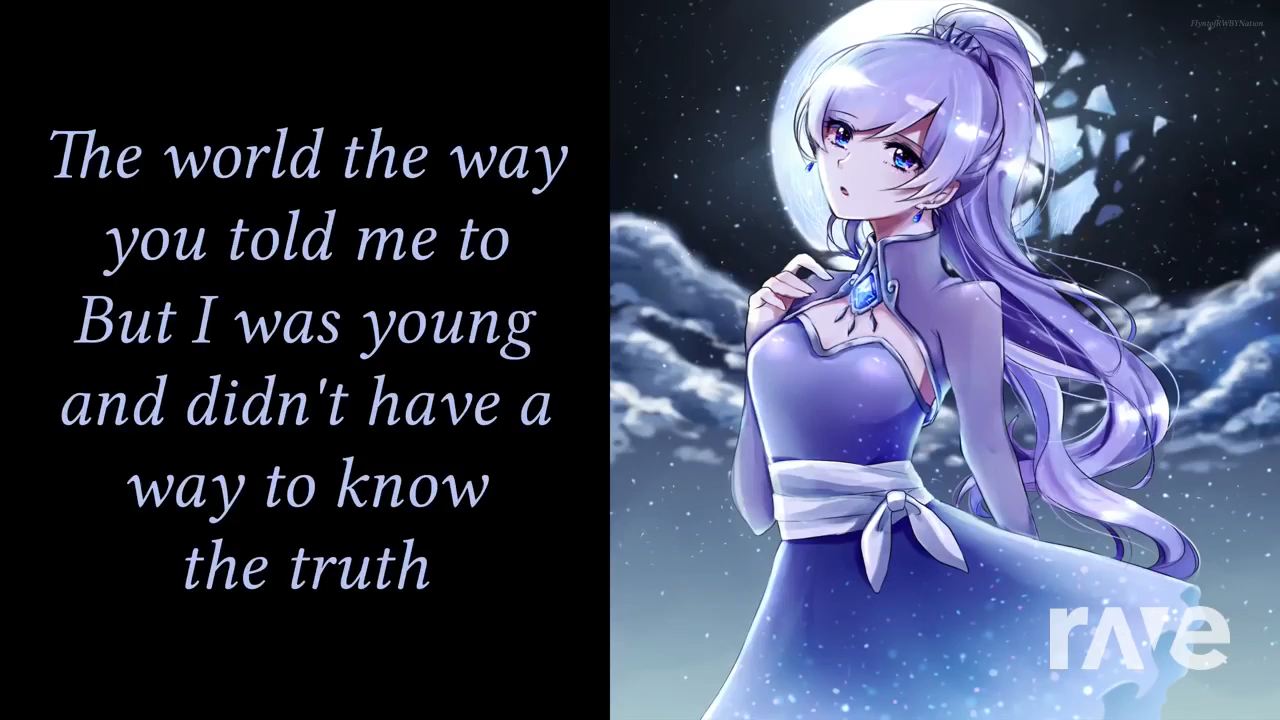 The world the way
you told me to
But I was young
and didn't have a
way to know
the truth
FlyntofRWBYNation
rave